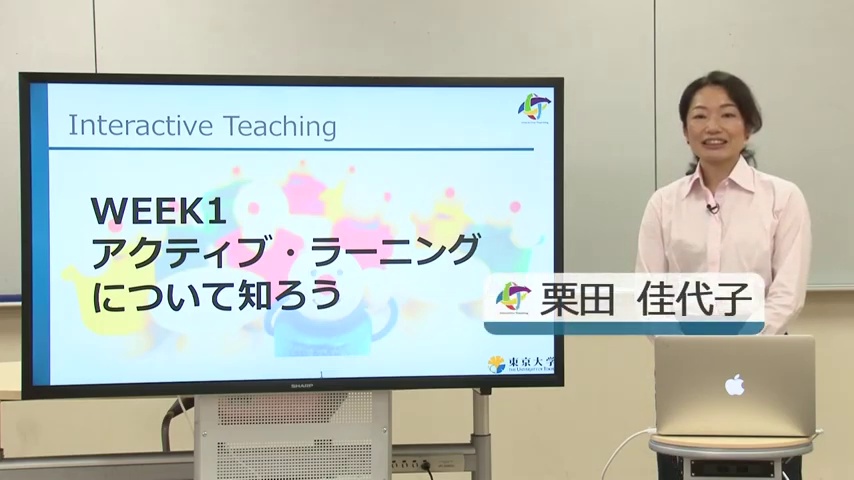 Interactive Teaching
WEEK1
アクティブ・ラーニング
について知ろう
東京大学
THE UNIVERSITY OF TOKYO
SHARP
栗田 佳代子